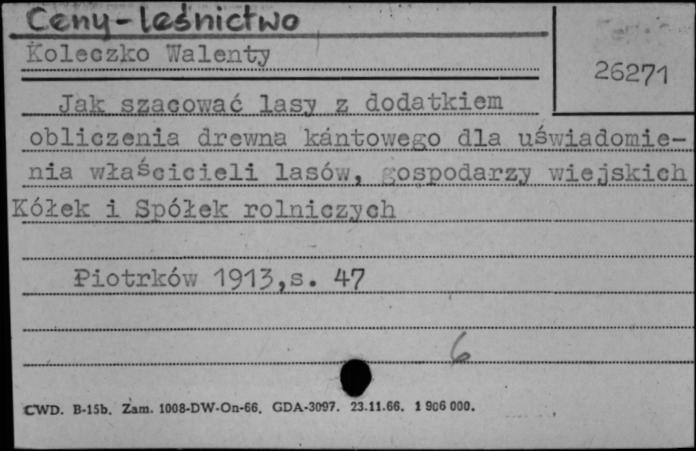 Ceny-leśnictwo
Koleczko Walenty
26271
Jak szacować lasy z dodatkiem
obliczenia drewna kántowego dla uświadomie-
nia właścicieli lasów, gospodarzy wiejskich
Kółek i Spółek rolniczych
Piotrków 1913,s. 47
6
CWD. B-15b. Zam. 1008-DW-On-66. GDA-3097. 23.11.66. 1 906 000.